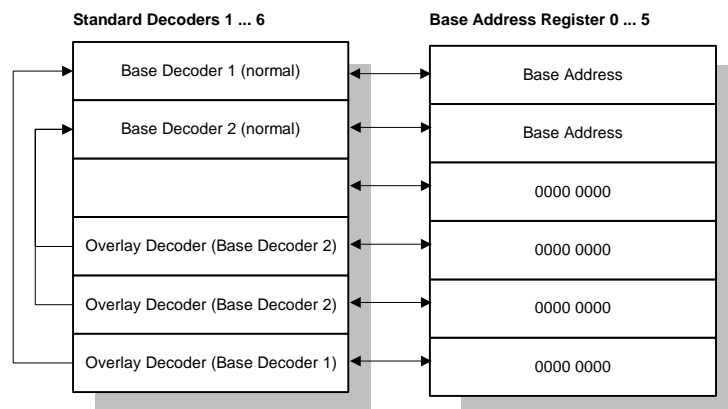 Standard Decoders 1 ... 6
Base Address Register 0 ... 5
Base Decoder 1 (normal)
Base Address
Base Decoder 2 (normal)
Base Address
0000 0000
Overlay Decoder (Base Decoder 2)
0000 0000
Overlay Decoder (Base Decoder 2)
0000 0000
Overlay Decoder (Base Decoder 1)
0000 0000